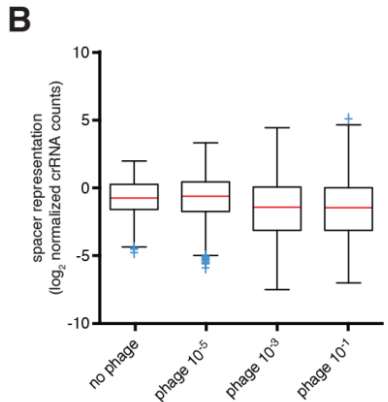 B
10
5
0
-5
-10
spacer representation
(log2 normalized crRNA counts)
no phage
phage 10-5
phage 10-3
phage 10-1